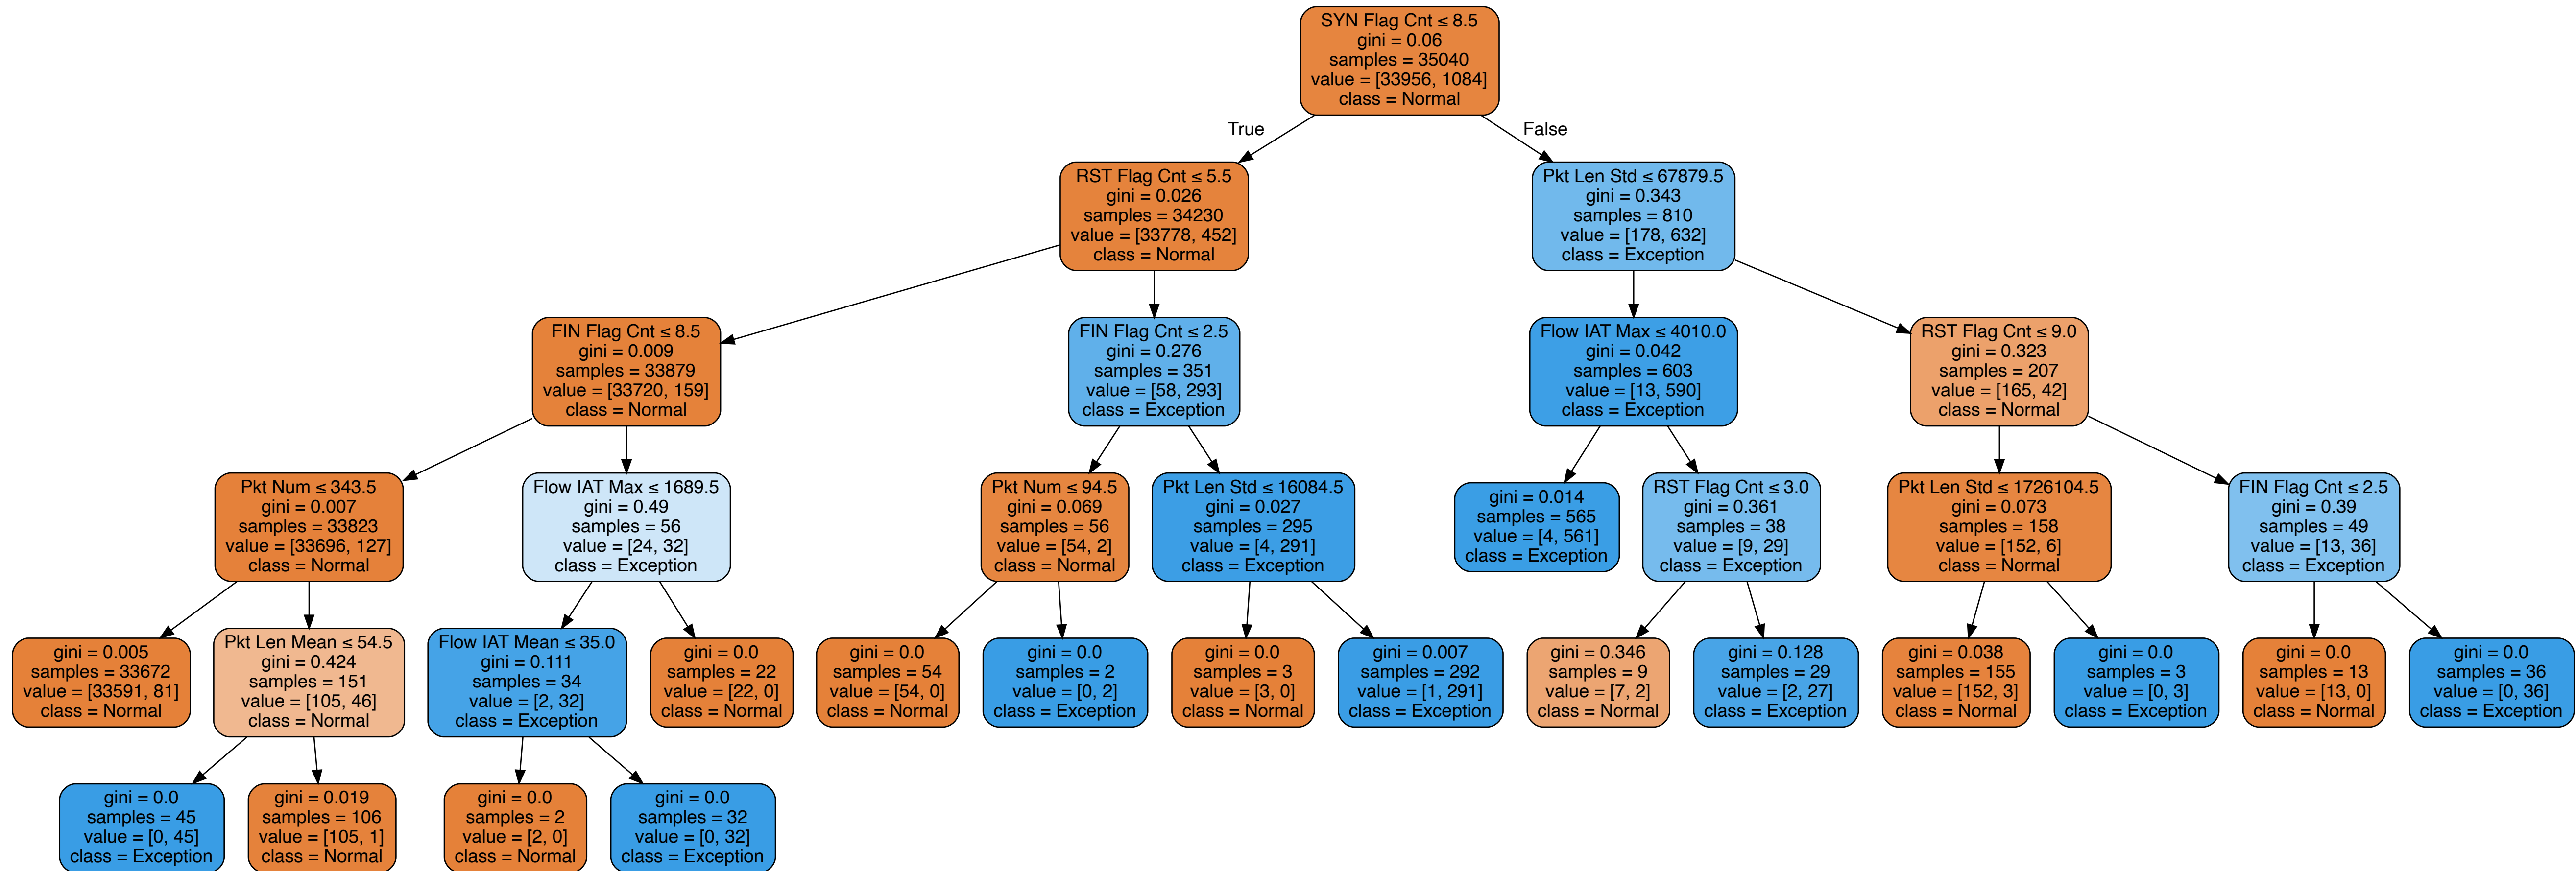 SYN Flag Cnt ≤ 8.5
gini = 0.06
samples = 35040
value = [33956, 1084]
class = Normal
True
False
RST Flag Cnt ≤ 5.5
gini = 0.026
samples = 34230
value = [33778, 452]
class = Normal
Pkt Len Std ≤ 67879.5
gini = 0.343
samples = 810
value = [178, 632]
class = Exception
FIN Flag Cnt ≤ 8.5
gini = 0.009
samples = 33879
value = [33720, 159]
class = Normal
FIN Flag Cnt ≤ 2.5
gini = 0.276
samples = 351
value = [58, 293]
class = Exception
Flow IAT Max ≤ 4010.0
gini = 0.042
samples = 603
value = [13, 590]
class = Exception
RST Flag Cnt ≤ 9.0
gini = 0.323
samples = 207
value = [165, 42]
class = Normal
Pkt Num ≤ 343.5
gini = 0.007
samples = 33823
value = [33696, 127]
class = Normal
Flow IAT Max ≤ 1689.5
gini = 0.49
samples = 56
value = [24, 32]
class = Exception
Pkt Num ≤ 94.5
gini = 0.069
samples = 56
value = [54, 2]
class = Normal
Pkt Len Std ≤ 16084.5
gini = 0.027
samples = 295
value = [4, 291]
class = Exception
gini = 0.014
samples = 565
value = [4, 561]
class = Exception
RST Flag Cnt ≤ 3.0
gini = 0.361
samples = 38
value = [9, 29]
class = Exception
Pkt Len Std ≤ 1726104.5
gini = 0.073
samples = 158
value = [152, 6]
class = Normal
FIN Flag Cnt ≤ 2.5
gini = 0.39
samples = 49
value = [13, 36]
class = Exception
gini = 0.005
samples = 33672
value = [33591, 81]
class = Normal
Pkt Len Mean ≤ 54.5
gini = 0.424
samples = 151
value = [105, 46]
class = Normal
Flow IAT Mean ≤ 35.0
gini = 0.111
samples = 34
value = [2, 32]
class = Exception
gini = 0.0
samples = 22
value = [22, 0]
class = Normal
gini = 0.0
samples = 54
value = [54, 0]
class = Normal
gini = 0.0
samples = 2
value = [0, 2]
class = Exception
gini = 0.0
samples = 3
value = [3, 0]
class = Normal
gini = 0.007
samples = 292
value = [1, 291]
class = Exception
gini = 0.346
samples = 9
value = [7, 2]
class = Normal
gini = 0.128
samples = 29
value = [2, 27]
class = Exception
gini = 0.038
samples = 155
value = [152, 3]
class = Normal
gini = 0.0
samples = 3
value = [0, 3]
class = Exception
gini = 0.0
samples = 13
value = [13, 0]
class = Normal
gini = 0.0
samples = 36
value = [0, 36]
class = Exception
gini = 0.0
samples = 45
value = [0, 45]
class = Exception
gini = 0.019
samples = 106
value = [105, 1]
class = Normal
gini = 0.0
samples = 2
value = [2, 0]
class = Normal
gini = 0.0
samples = 32
value = [0, 32]
class = Exception